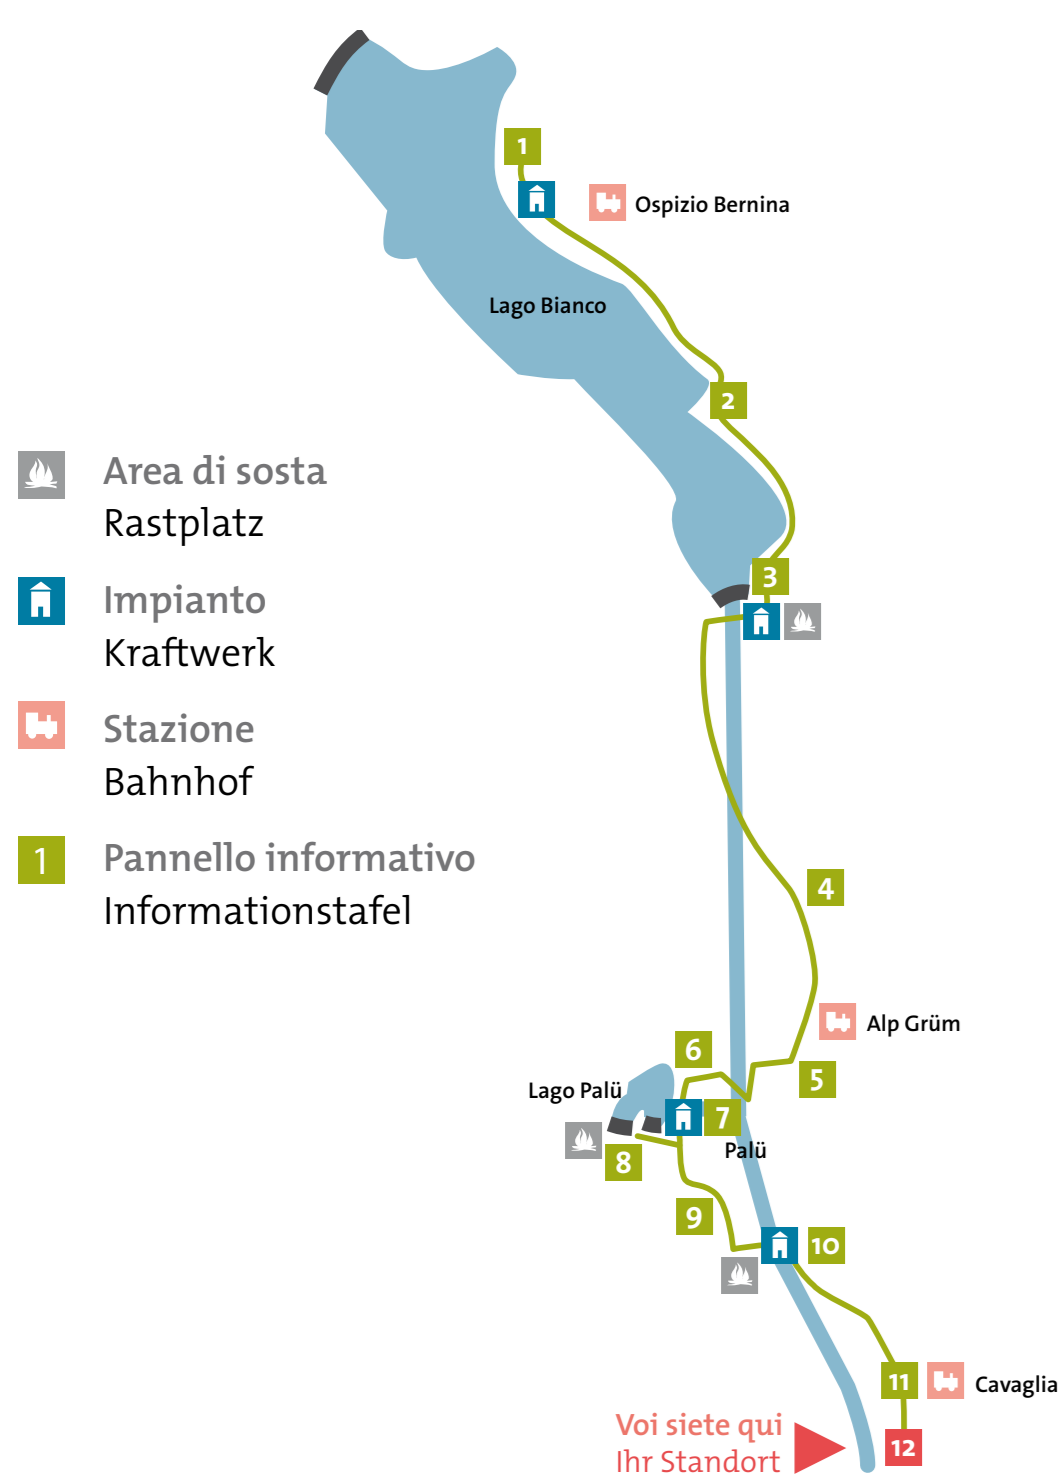 1
Ospizio Bernina
Lago Bianco
2
Area di sosta
Rastplatz
3
Impianto
Kraftwerk
Stazione
Bahnhof
1
Pannello informativo
Informationstafel
4
Alp Grüm
6
5
Lago Palü
7
Palü
8
9
10
11
Cavaglia
Voi siete qui
Ihr Standort
12